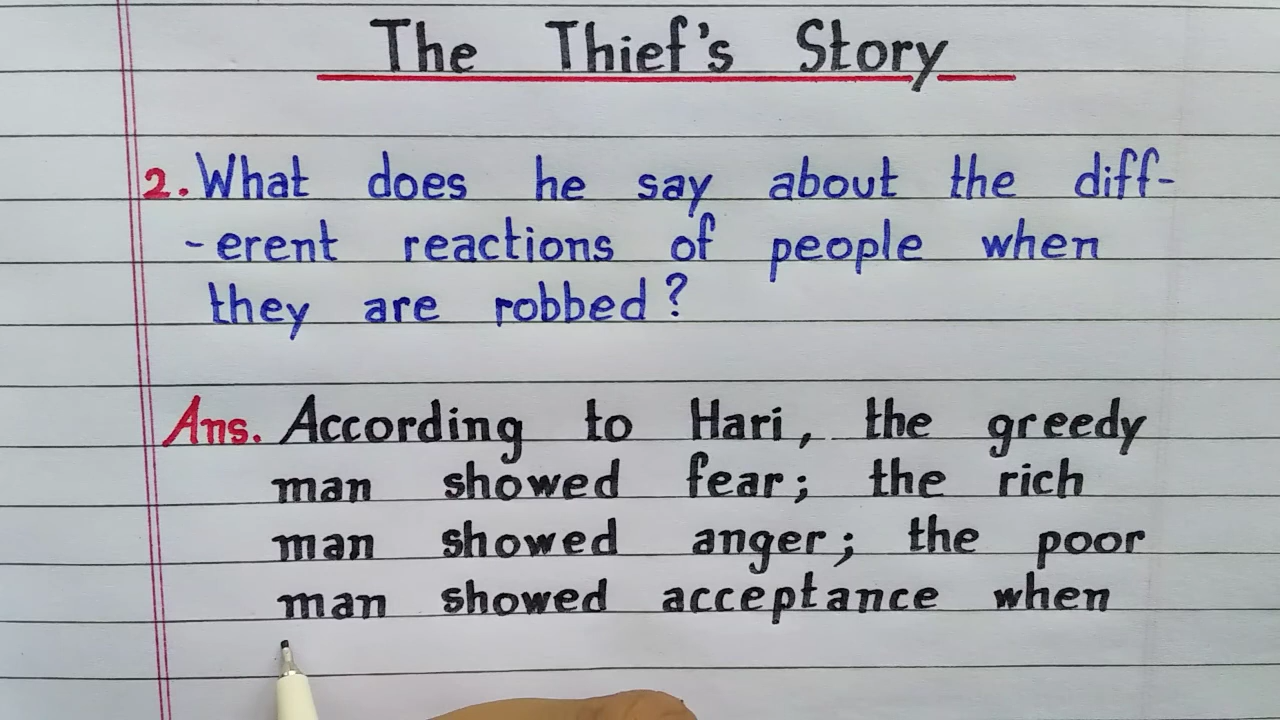 The Thief's Story
2. What does he say about the diff-
-erent reactions of people when
they are robbed?
Ans. According to Hari, the greedy
man showed fear; the rich
man showed anger; the poor
man showed acceptance when